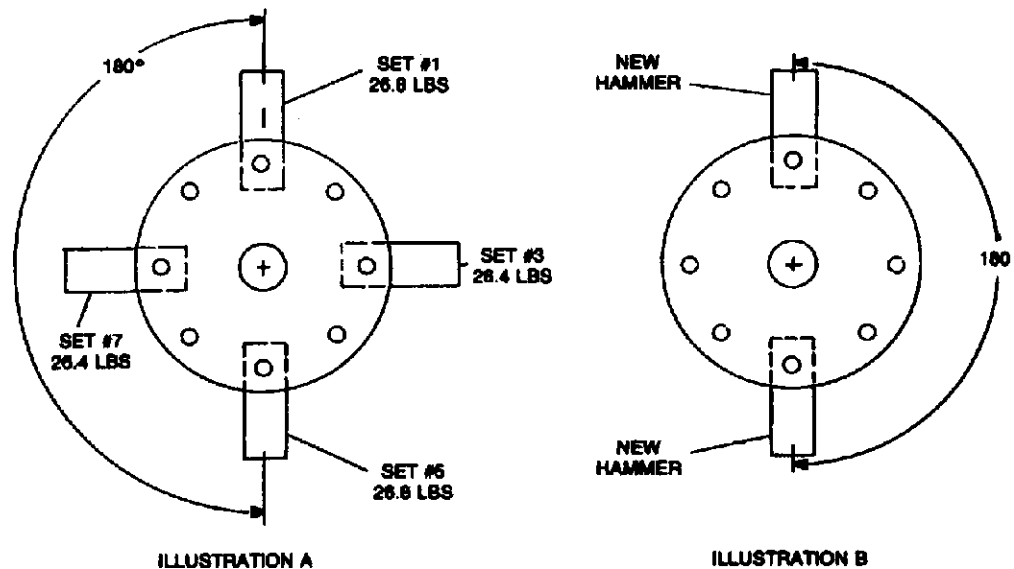 180°
SET #1
26.8 LBS
SET #3
26.4 LBS
SET #7
26.4 LBS
SET #5
26.8 LBS
ILLUSTRATION A
NEW
HAMMER
180
NEW
HAMMER
ILLUSTRATION B